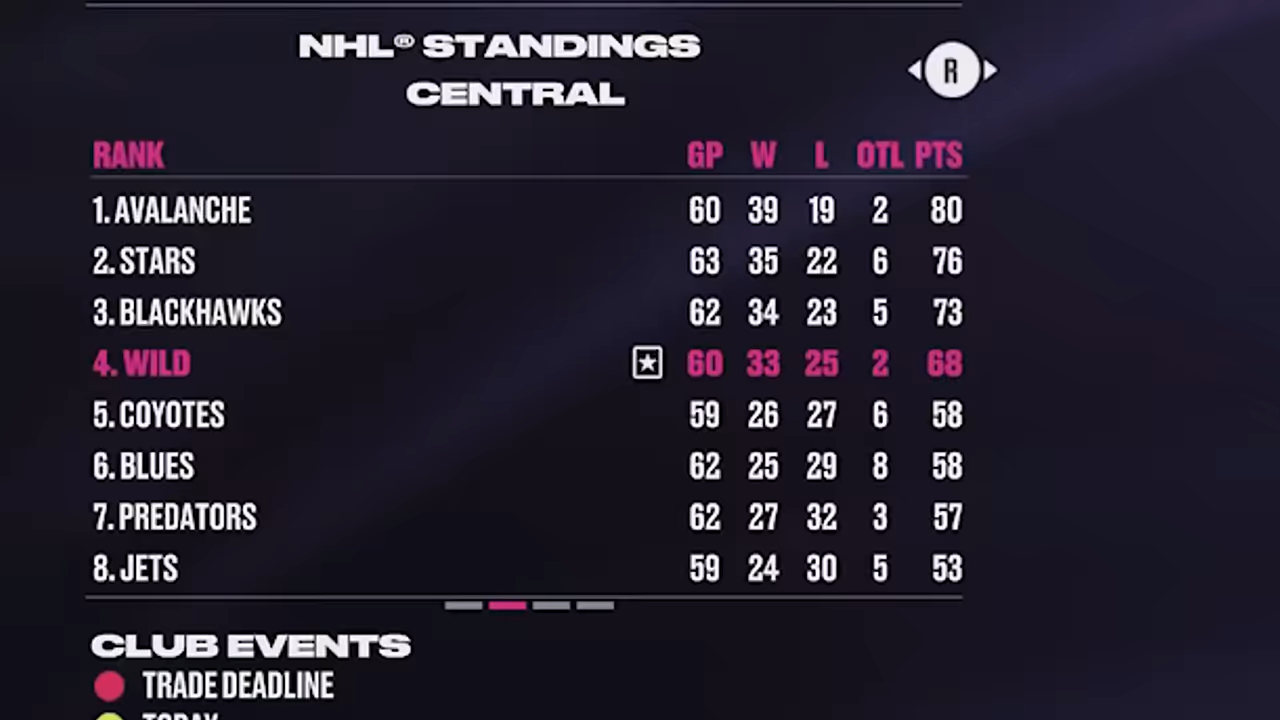 NHL® STANDINGS
CENTRAL
R
RANK GP W L OTL PTS
1. AVALANCHE 60 39 19 2 80
2. STARS 63 35 22 6 76
3. BLACKHAWKS 62 34 23 5 73
4. WILD 60 33 25 2 68
5. COYOTES 59 26 27 6 58
6. BLUES 62 25 29 8 58
7. PREDATORS 62 27 32 3 57
8. JETS 59 24 30 5 53
CLUB EVENTS
TRADE DEADLINE
TODAY